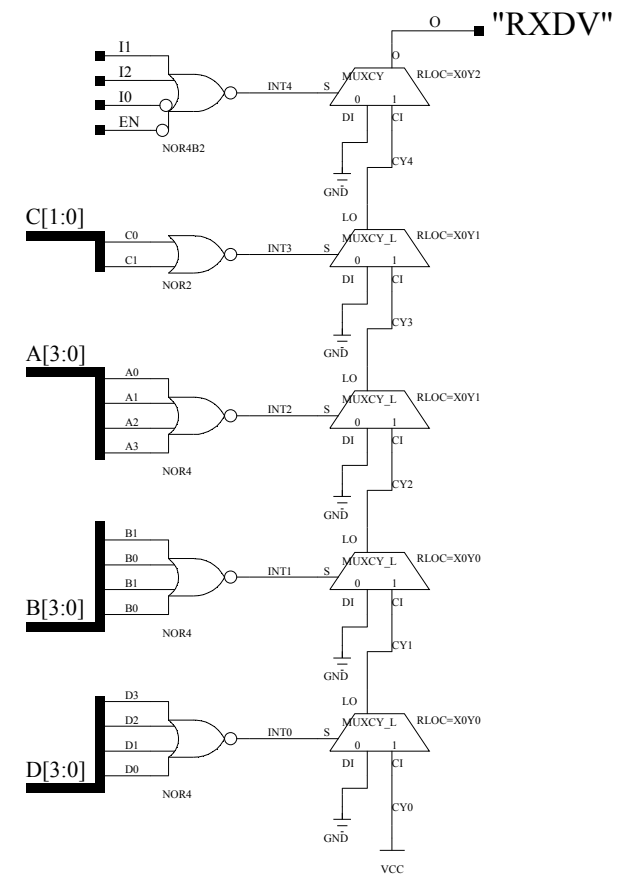 O "RXDV"
I1
O
MUXCY RLOC=X0Y2
I2
INT4 S
I0
0 1
EN
DI CI
NOR4B2
CY4
GND
C[1:0]
LO
C0
MUXCY_L RLOC=X0Y1
INT3 S
C1
0 1
NOR2
DI CI
CY3
GND
A[3:0]
LO
A0
MUXCY_L RLOC=X0Y1
A1
INT2 S
A2
0 1
A3
DI CI
NOR4
CY2
GND
LO
B1
MUXCY_L RLOC=X0Y0
B0
INT1 S
B1
0 1
B[3:0]
B0
DI CI
NOR4
CY1
GND
LO
D3
MUXCY_L RLOC=X0Y0
D2
INT0 S
D1
0 1
D[3:0]
D0
DI CI
NOR4
CY0
GND
VCC